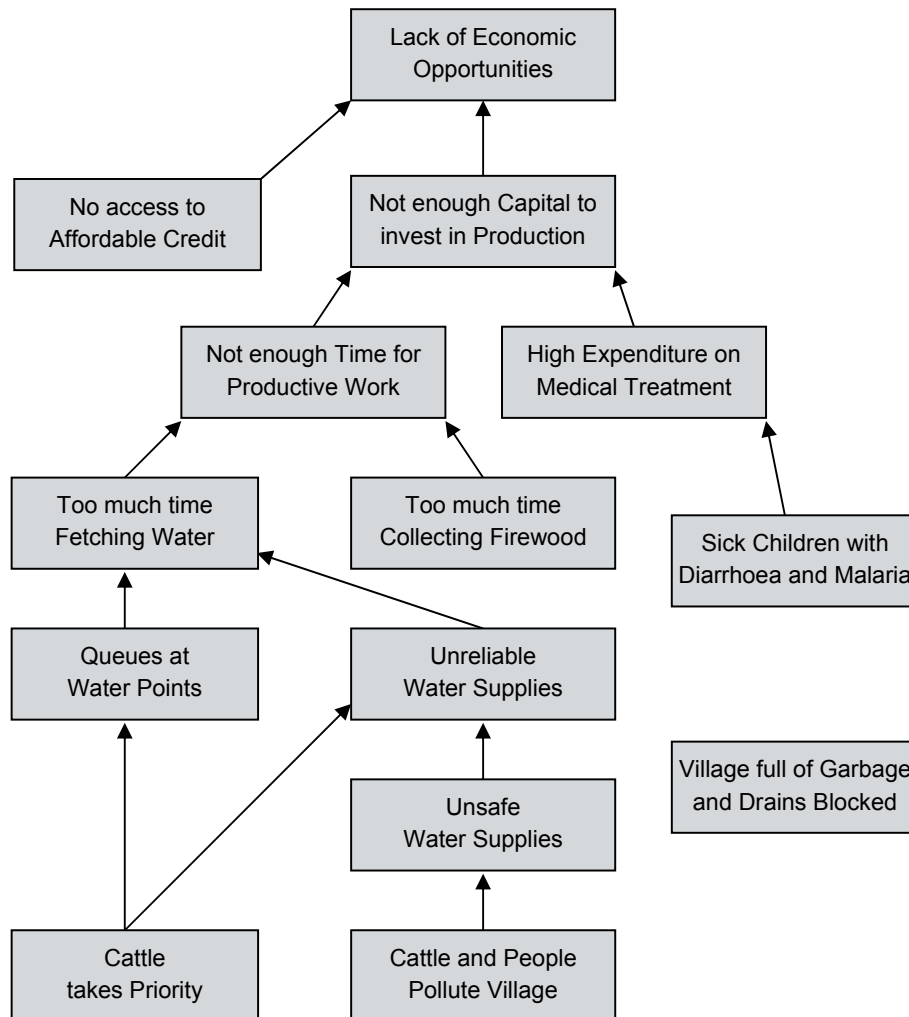 Lack of Economic
Opportunities
No access to
Affordable Credit
Not enough Capital to
invest in Production
Not enough Time for
Productive Work
High Expenditure on
Medical Treatment
Too much time
Fetching Water
Too much time
Collecting Firewood
Sick Children with
Diarrhoea and Malaria
Queues at
Water Points
Unreliable
Water Supplies
Village full of Garbage
and Drains Blocked
Unsafe
Water Supplies
Cattle
takes Priority
Cattle and People
Pollute Village